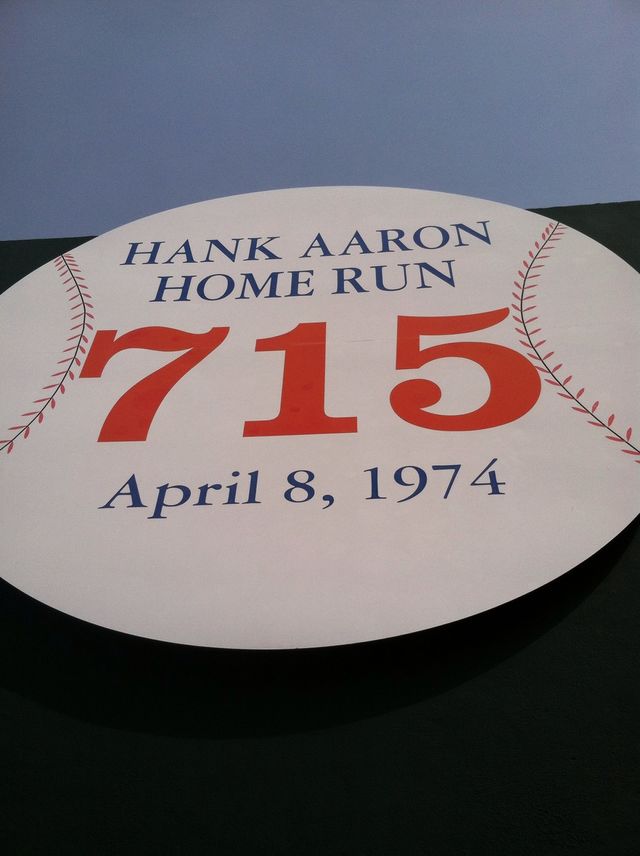 HANK AARON
HOME RUN
715
April 8, 1974